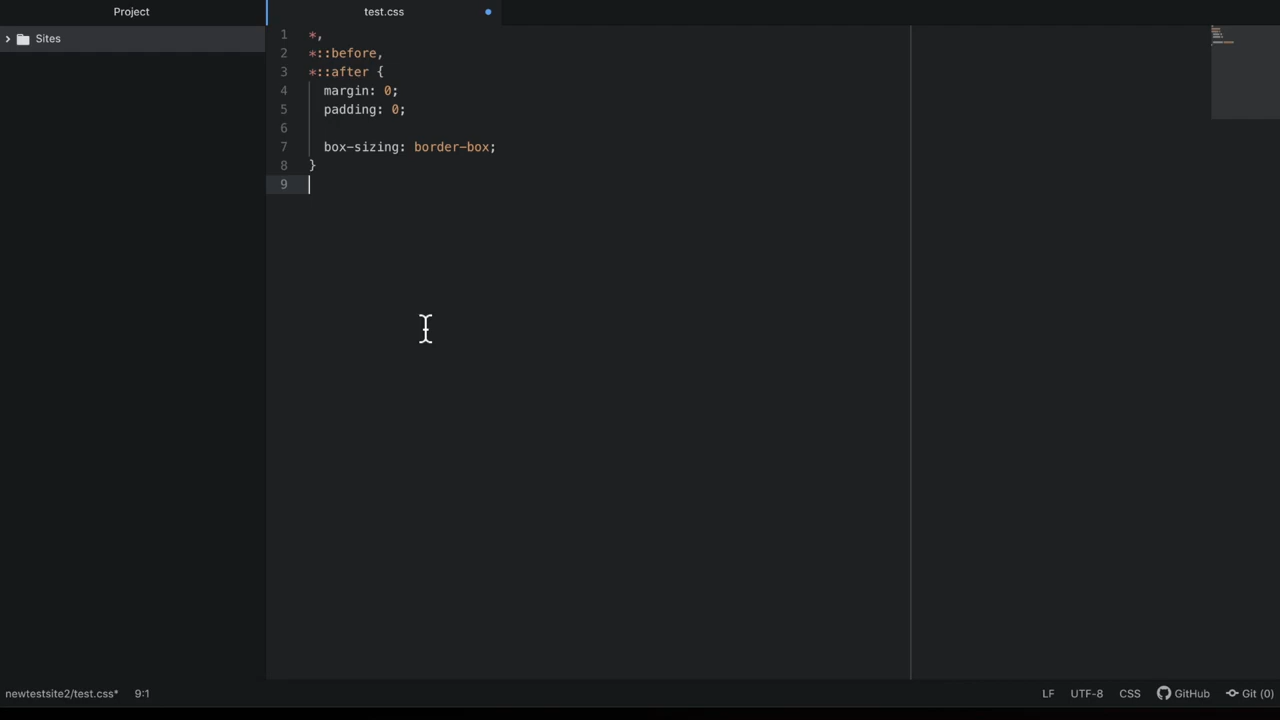 Project
test.css
Sites
1 *,
2 *::before,
3 *::after {
4 margin: 0;
5 padding: 0;
6
7 box-sizing: border-box;
8 }
9
newtestsite2/test.css* 9:1 LF UTF-8 CSS GitHub Git (0)